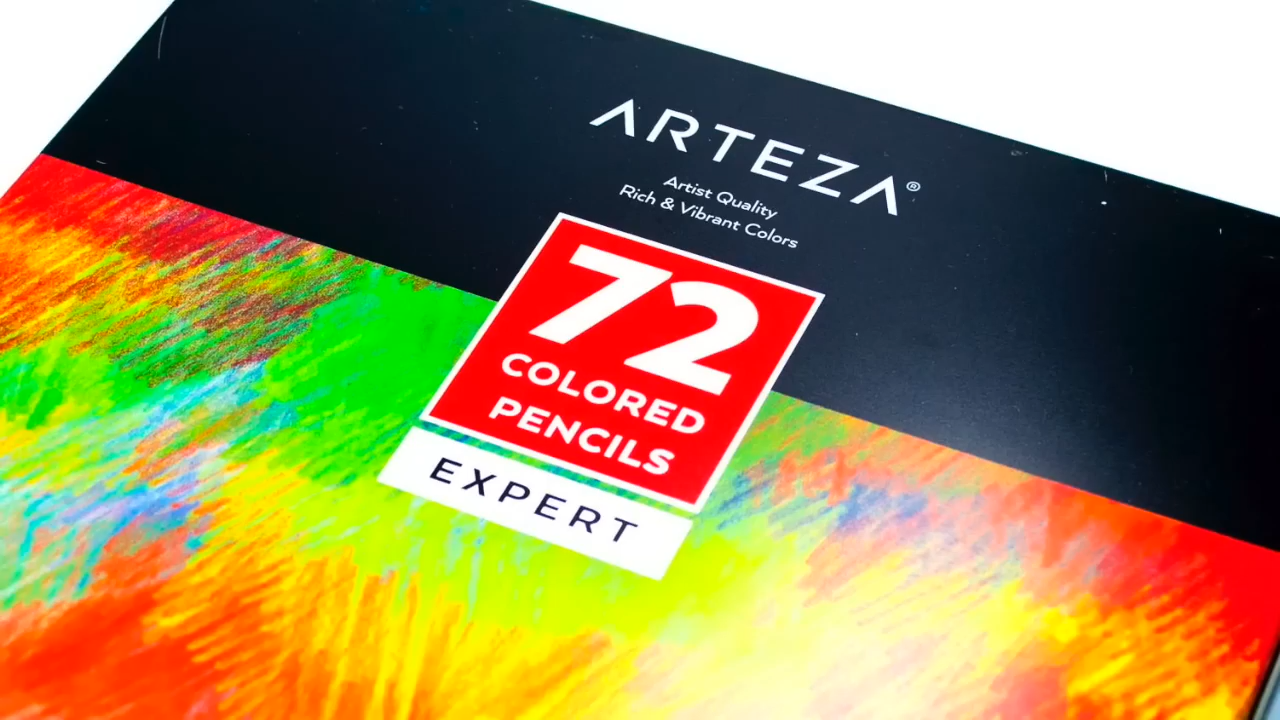 ARTEZA®
Artist Quality
Rich & Vibrant Colors
72
COLORED
PENCILS
EXPERT